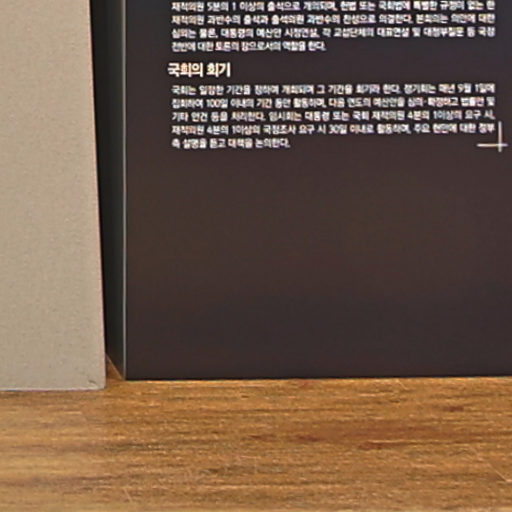 재적의원 5분의 1 이상의 출석으로 개의되며, 헌법 또는 국회법에 특별한 규정이 없는 한
재적의원 과반수의 출석과 출석의원 과반수의 찬성으로 의결한다. 본회의는 의안에 대한
심의는 물론, 대통령의 예산안 시정연설, 각 교섭단체의 대표연설 및 대정부질문 등 국정
전반에 대한 토론의 장으로서의 역할을 한다.
국회의 회기
국회는 일정한 기간을 정하여 개회되며 그 기간을 회기라 한다. 정기회는 매년 9월 1일에
집회하여 100일 이내의 기간 동안 활동하며, 다음 연도의 예산안을 심의·확정하고 법률안 및
기타 안건 등을 처리한다. 임시회는 대통령 또는 국회 재적의원 4분의 1이상의 요구 시,
재적의원 4분의 1이상의 국정조사 요구 시 30일 이내로 활동하며, 주요 현안에 대한 정부
측 설명을 듣고 대책을 논의한다.